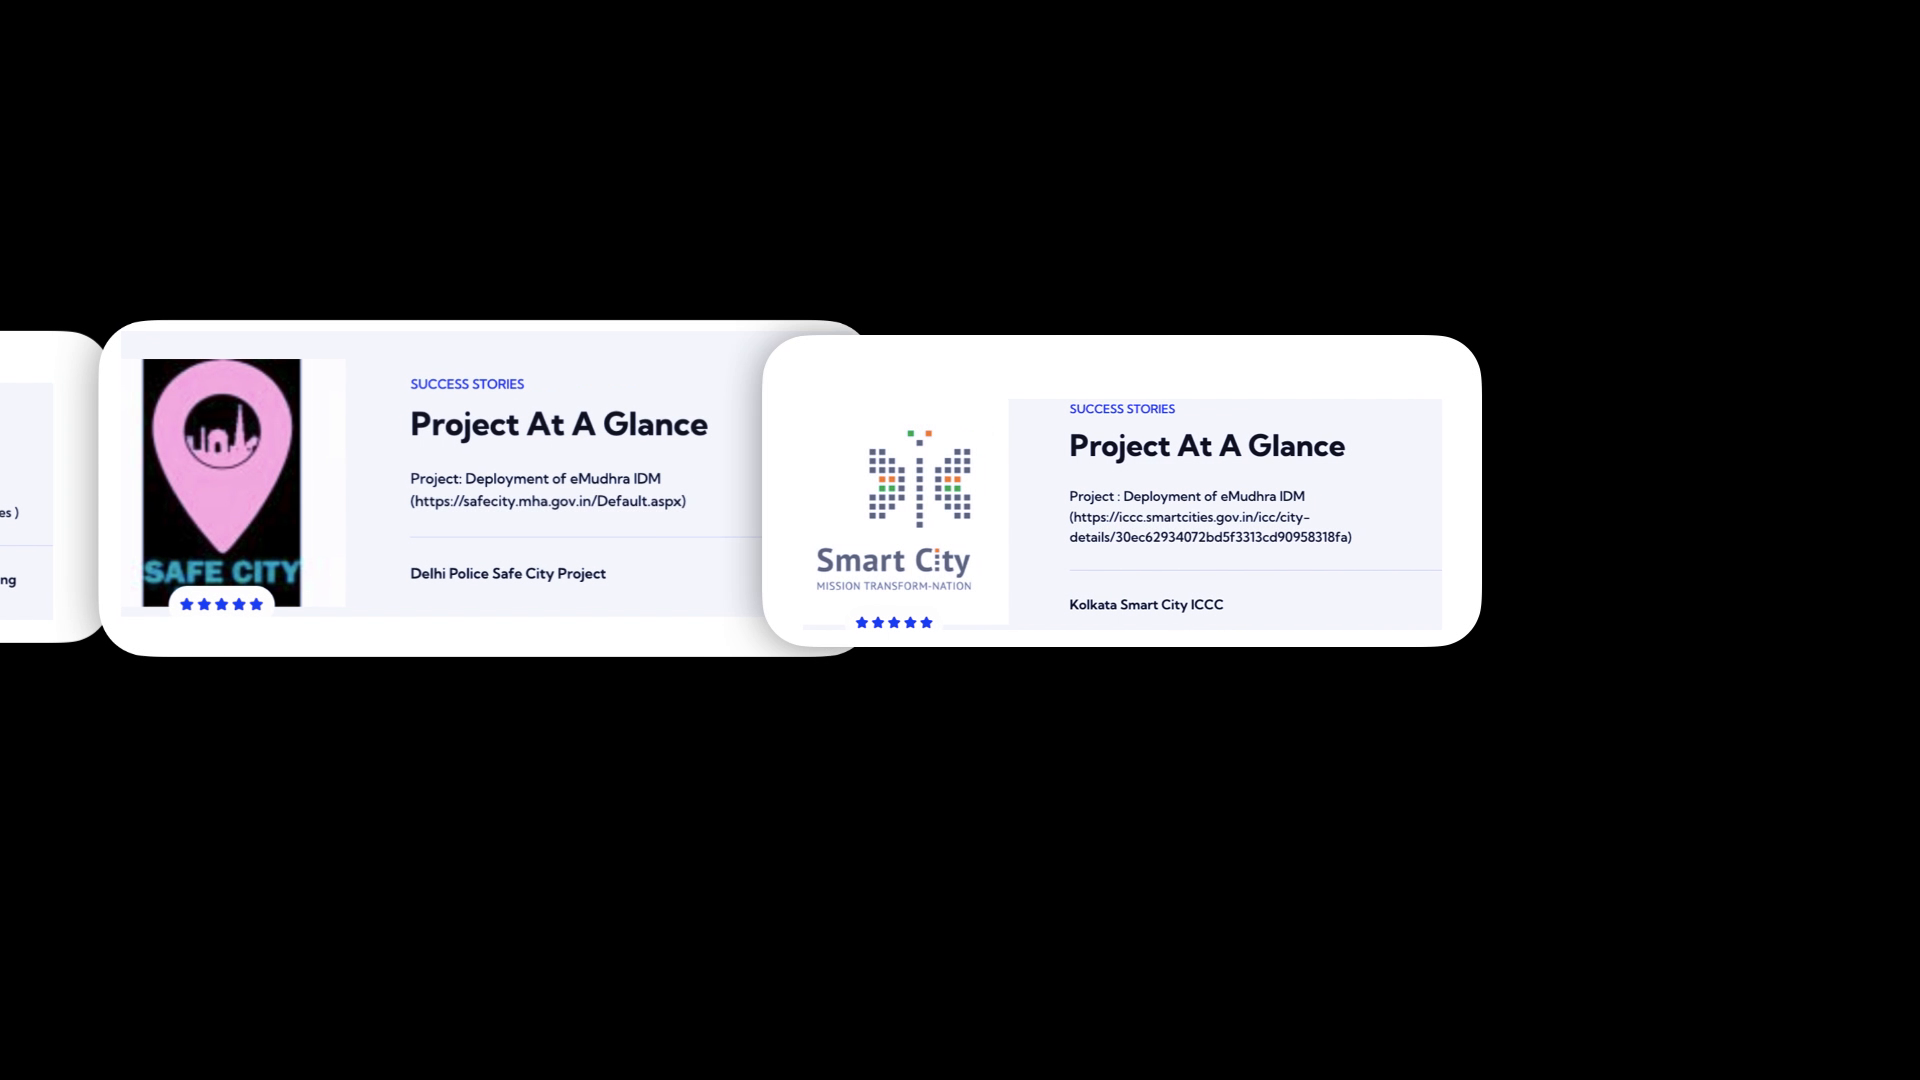 es )
ng
SAFE CITY
SUCCESS STORIES
Project At A Glance
Project: Deployment of eMudhra IDM
(https://safecity.mha.gov.in/Default.aspx)
Delhi Police Safe City Project
Smart City
MISSION TRANSFORM-NATION
SUCCESS STORIES
Project At A Glance
Project : Deployment of eMudhra IDM
(https://iccc.smartcities.gov.in/icc/city-
details/30ec62934072bd5f3313cd90958318fa)
Kolkata Smart City ICCC